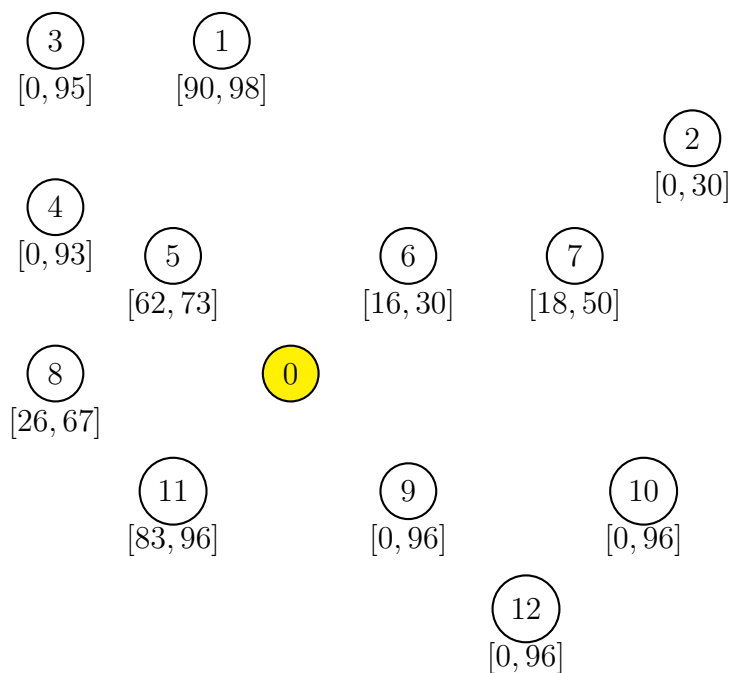 3 1
[0, 95] [90, 98]
2
[0, 30]
4
[0, 93]
5 6 7
[62, 73] [16, 30] [18, 50]
8 0
[26, 67]
11 9 10
[83, 96] [0, 96] [0, 96]
12
[0, 96]